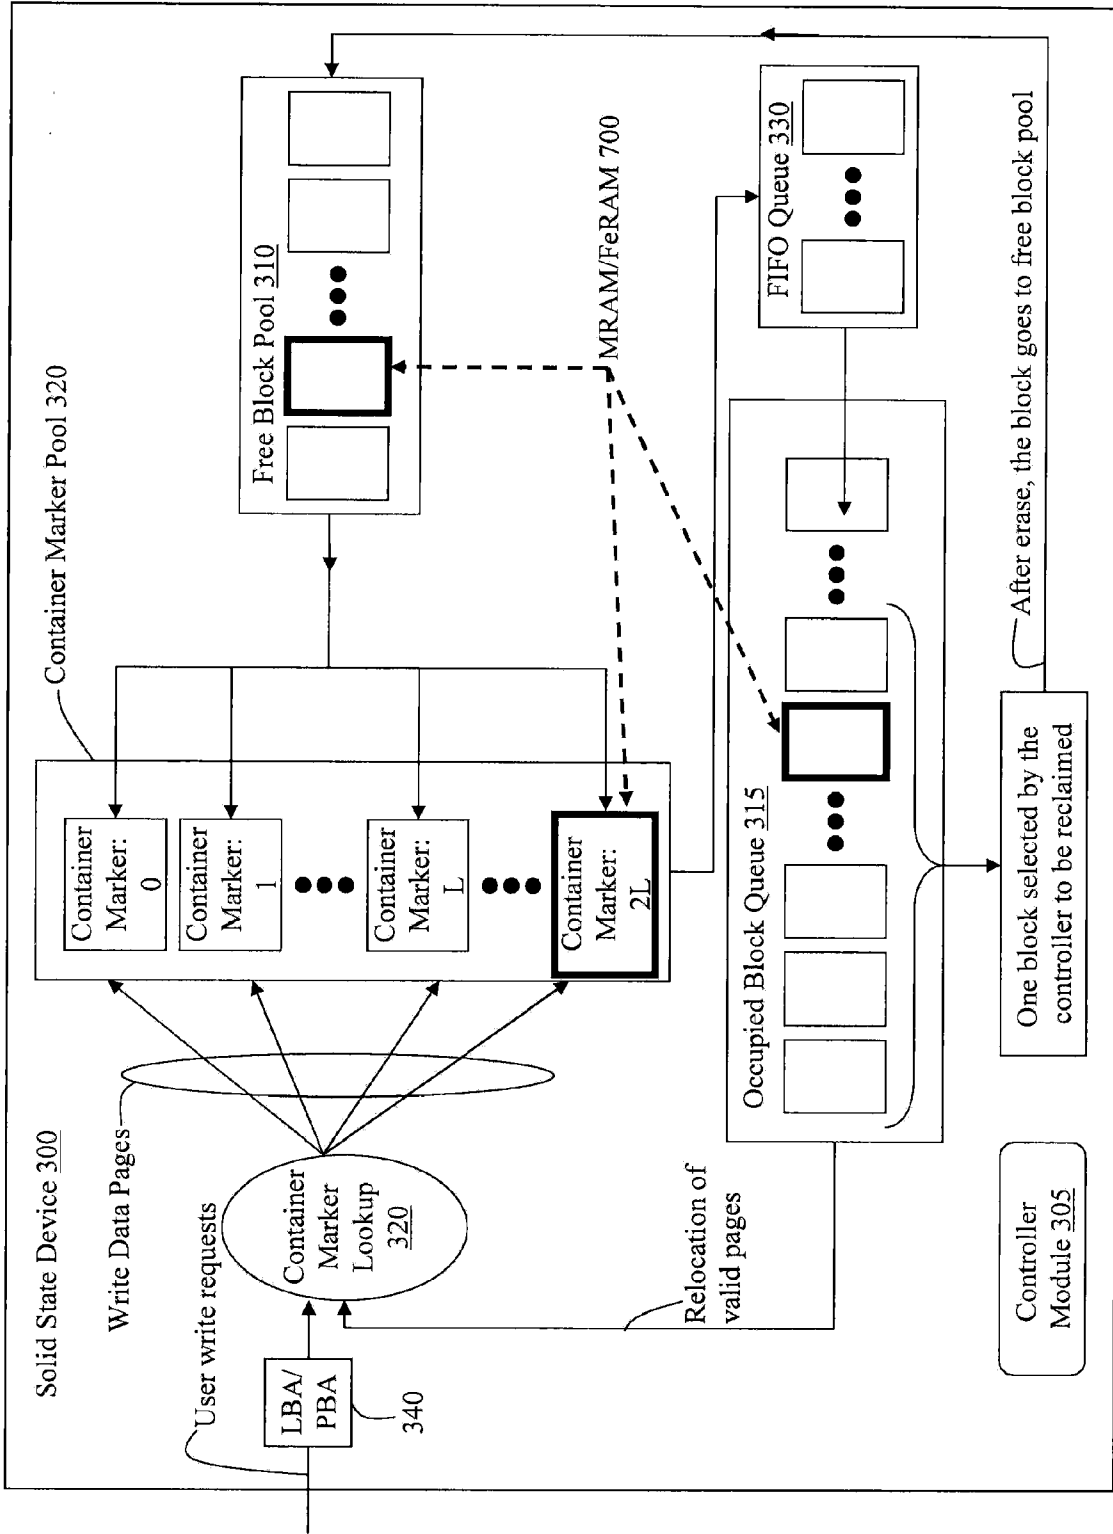 Solid State Device 300
Write Data Pages
User write requests
LBA/
PBA
340
Container
Marker
Lookup
320
Container Marker Pool 320
Container
Marker:
0
Container
Marker:
1
Container
Marker:
L
Container
Marker:
2L
Free Block Pool 310
MRAM/FeRAM 700
FIFO Queue 330
Occupied Block Queue 315
Relocation of
valid pages
Controller
Module 305
One block selected by the
controller to be reclaimed
After erase, the block goes to free block pool